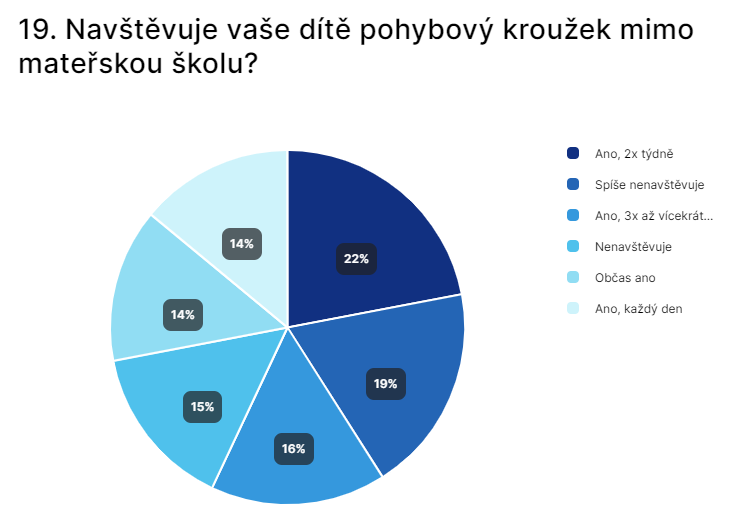 19. Navštěvuje vaše dítě pohybový kroužek mimo
mateřskou školu?
Ano, 2x týdně
Spíše nenavštěvuje
Ano, 3x až vícekrát...
Nenavštěvuje
Občas ano
Ano, každý den
22%
19%
16%
15%
14%
14%